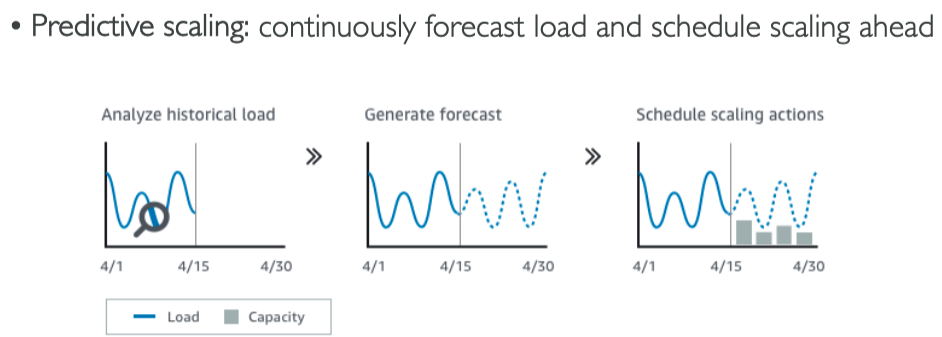 • Predictive scaling: continuously forecast load and schedule scaling ahead
Analyze historical load
Generate forecast
Schedule scaling actions
4/1 4/15 4/30
4/1 4/15 4/30
4/1 4/15 4/30
Load Capacity